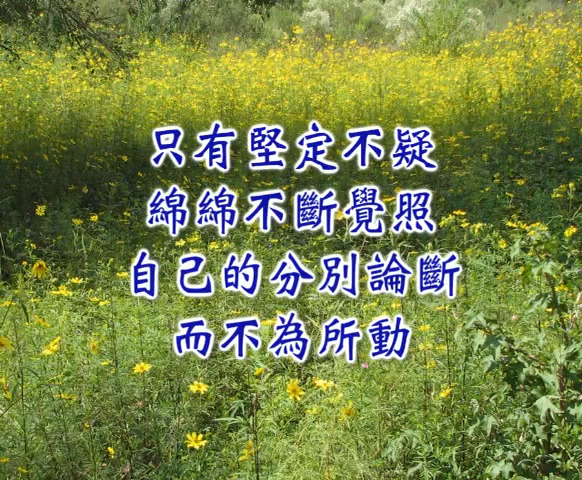 只有堅定不疑
綿綿不斷覺照
自己的分別論斷
而不為所動